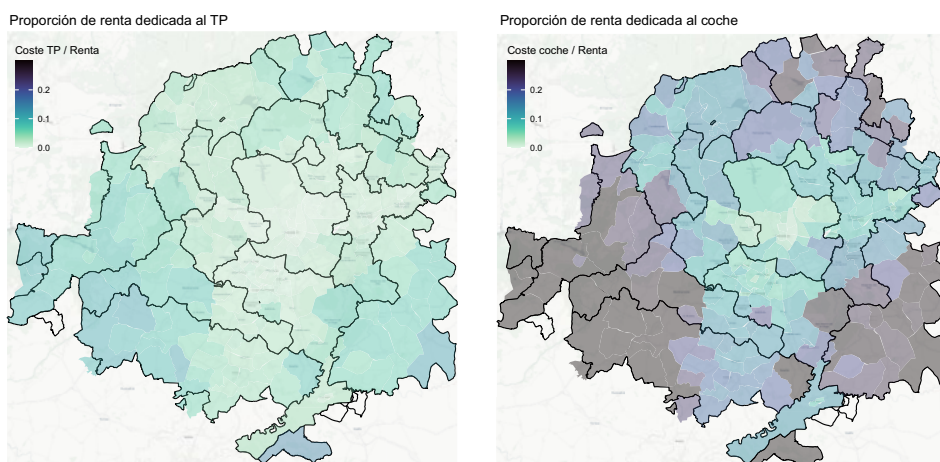 Proporción de renta dedicada al TP
Coste TP / Renta
0.2
0.1
0.0
Proporción de renta dedicada al coche
Coste coche / Renta
0.2
0.1
0.0